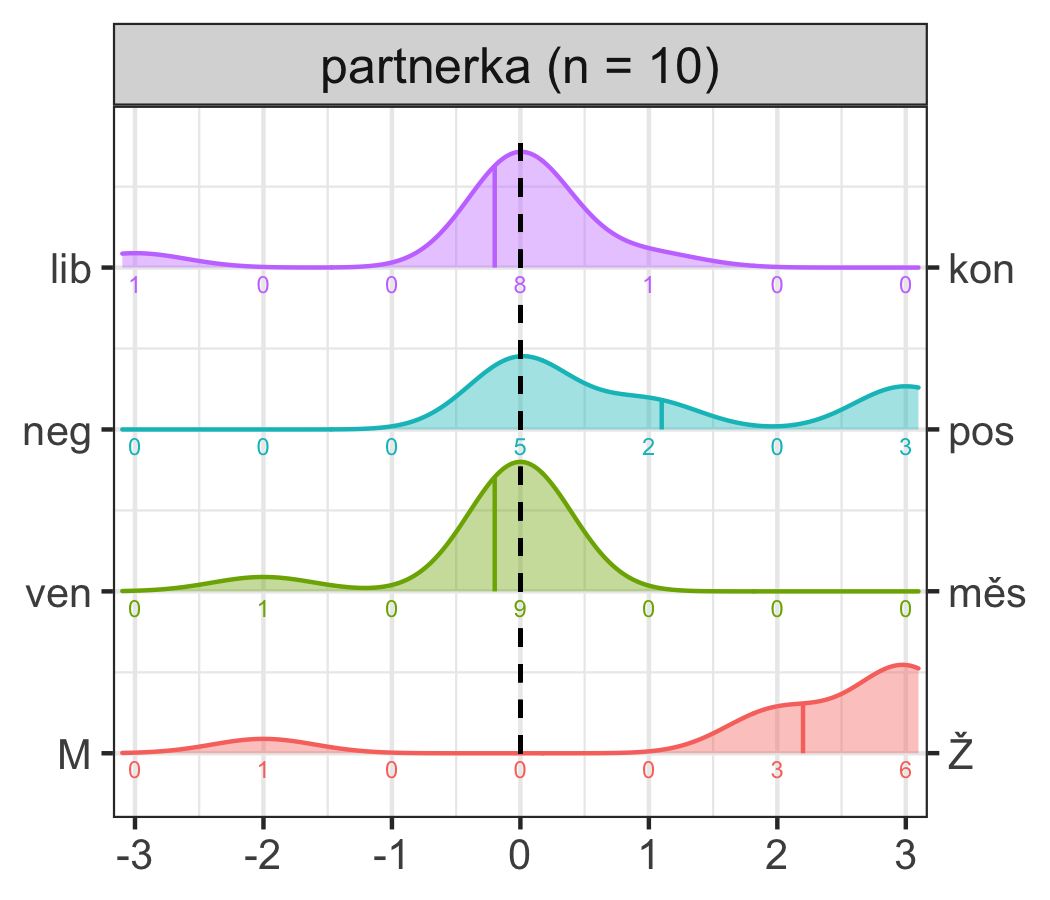 partnerka (n = 10)
lib kon
1 0 0 8 1 0 0
neg pos
0 0 0 5 2 0 3
ven měs
0 1 0 9 0 0 0
M Ž
0 1 0 0 0 3 6
-3 -2 -1 0 1 2 3